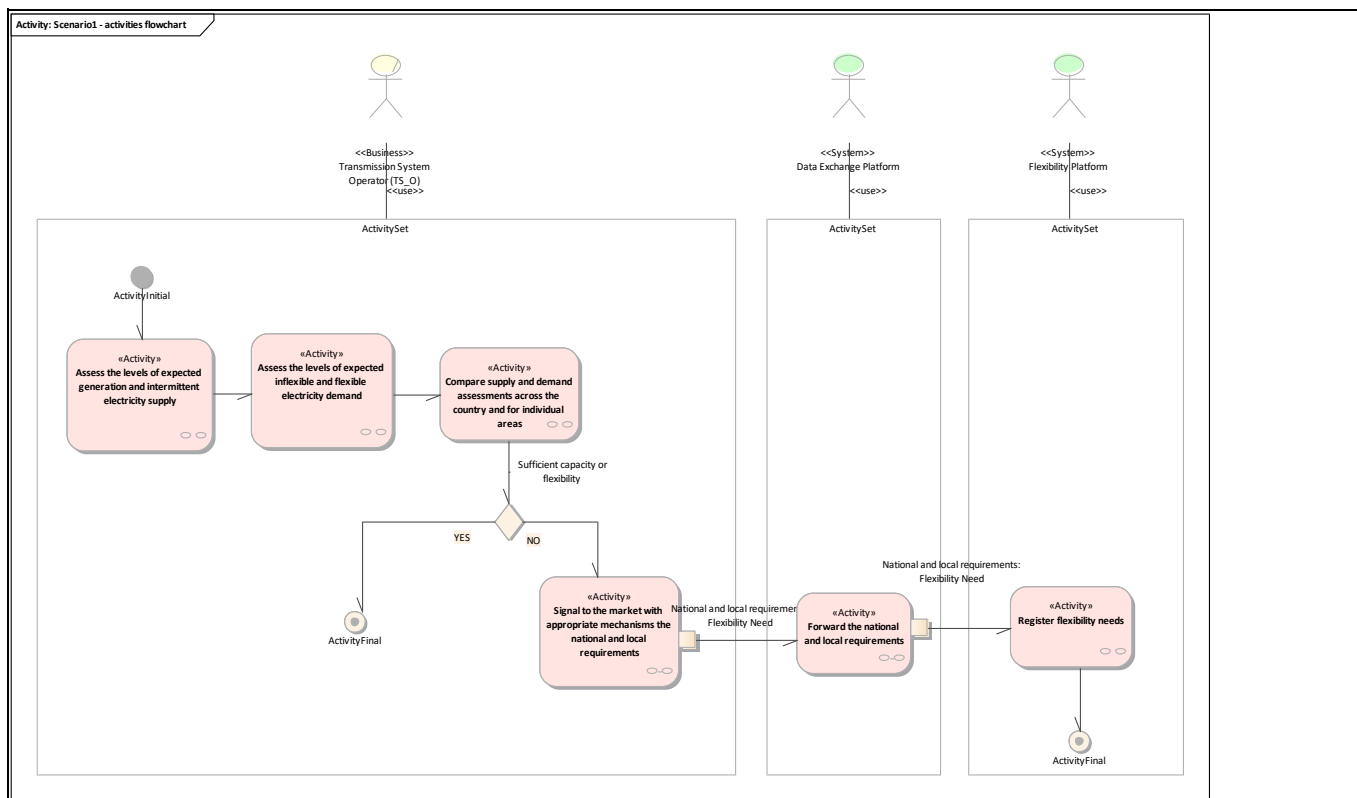 Activity: Scenario1 - activities flowchart
<<Business>>
Transmission System
Operator (TS_O)
<<use>>
<<System>>
Data Exchange Platform
<<use>>
<<System>>
Flexibility Platform
<<use>>
ActivitySet
ActivitySet
ActivitySet
ActivityInitial
«Activity»
Assess the levels of expected
generation and intermittent
electricity supply
«Activity»
Assess the levels of expected
inflexible and flexible
electricity demand
«Activity»
Compare supply and demand
assessments across the
country and for individual
areas
Sufficient capacity or
flexibility
YES
NO
ActivityFinal
«Activity»
Signal to the market with
appropriate mechanisms the
national and local
requirements
National and local requiremen
Flexibility Need
«Activity»
Forward the national
and local requirements
National and local requirements:
Flexibility Need
«Activity»
Register flexibility needs
ActivityFinal